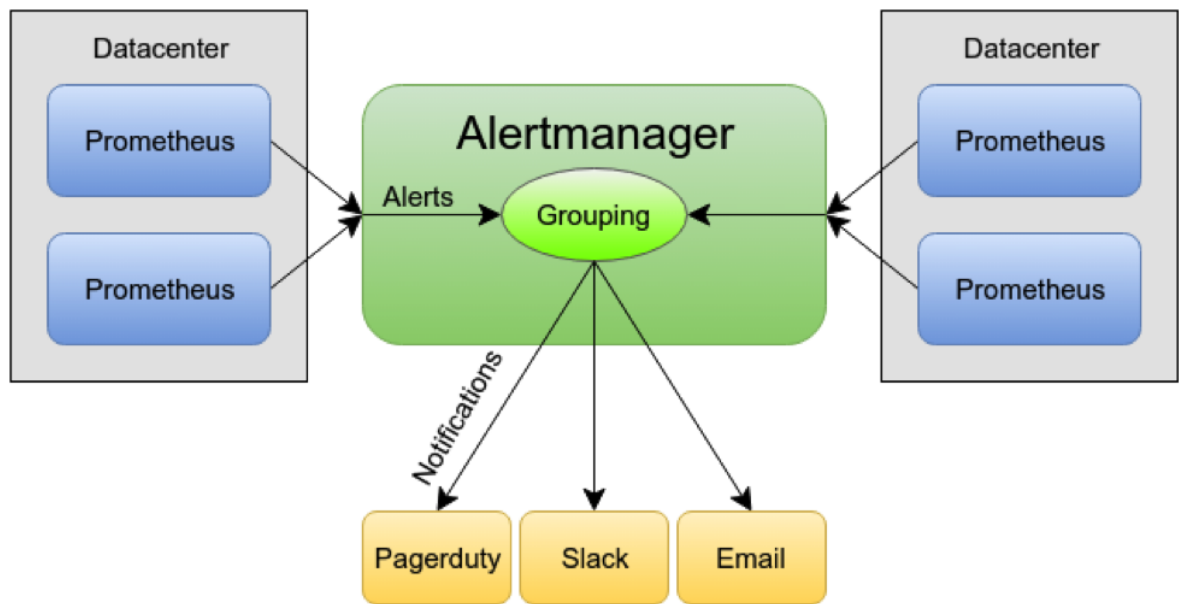 Datacenter
Prometheus
Prometheus
Alertmanager
Alerts
Grouping
Datacenter
Prometheus
Prometheus
Notifications
Pagerduty
Slack
Email